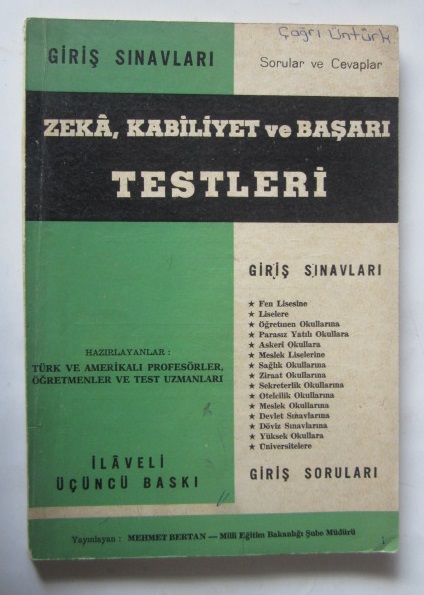 Çağrı Üntürk
GİRİŞ SINAVLARI
Sorular ve Cevaplar
ZEKÂ, KABİLİYET ve BAŞARI
TESTLERİ
GİRİŞ SINAVLARI
★ Fen Lisesine
★ Liselere
★ Öğretmen Okullarına
★ Parasız Yatılı Okullara
★ Askerî Okullara
★ Meslek Liselerine
★ Sağlık Okullarına
★ Ziraat Okullarına
★ Sekreterlik Okullarına
★ Otelcilik Okullarına
★ Meslek Okullarına
★ Devlet Sınavlarına
★ Döviz Sınavlarına
★ Yüksek Okullara
★ Üniversitelere
GİRİŞ SORULARI
HAZIRLAYANLAR :
TÜRK VE AMERİKALI PROFESÖRLER,
ÖĞRETMENLER VE TEST UZMANLARI
İLÂVELİ
ÜÇÜNCÜ BASKI
Yayınlayan : MEHMET BERTAN — Millî Eğitim Bakanlığı Şube Müdürü